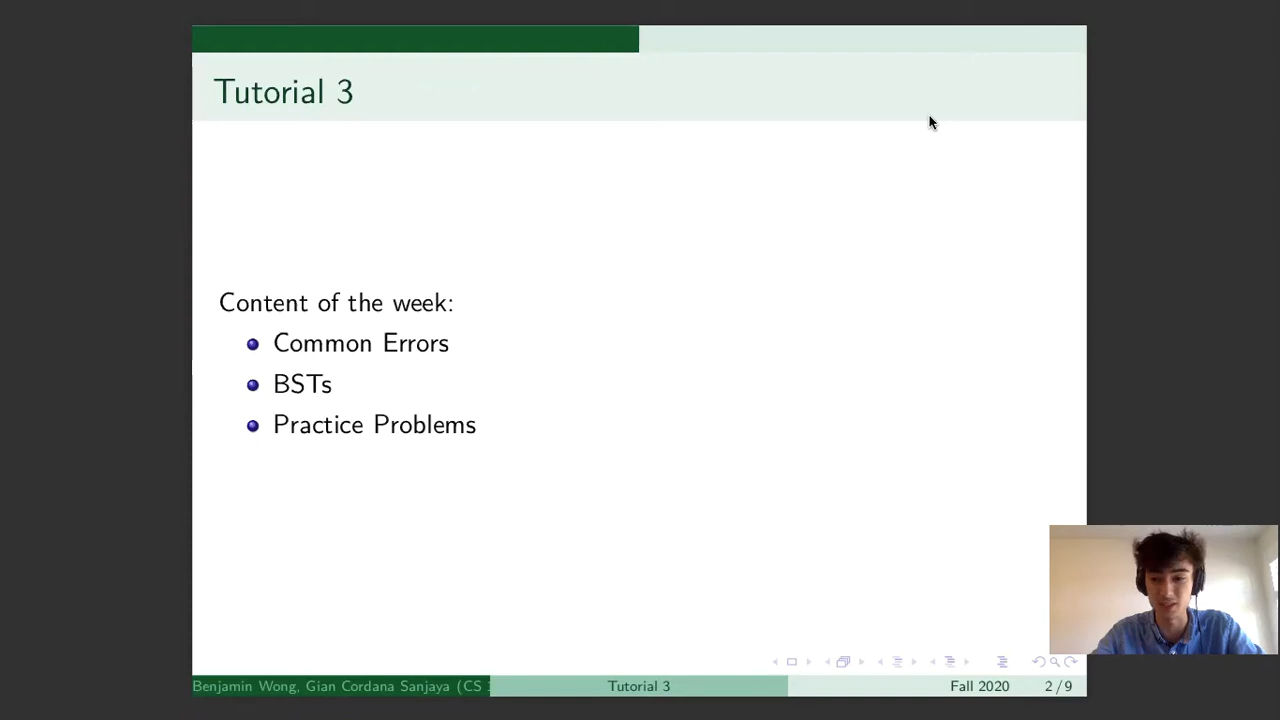 Tutorial 3
Content of the week:
Common Errors
BSTs
Practice Problems
Benjamin Wong, Gian Cordana Sanjaya (CS
Tutorial 3
Fall 2020
2 / 9